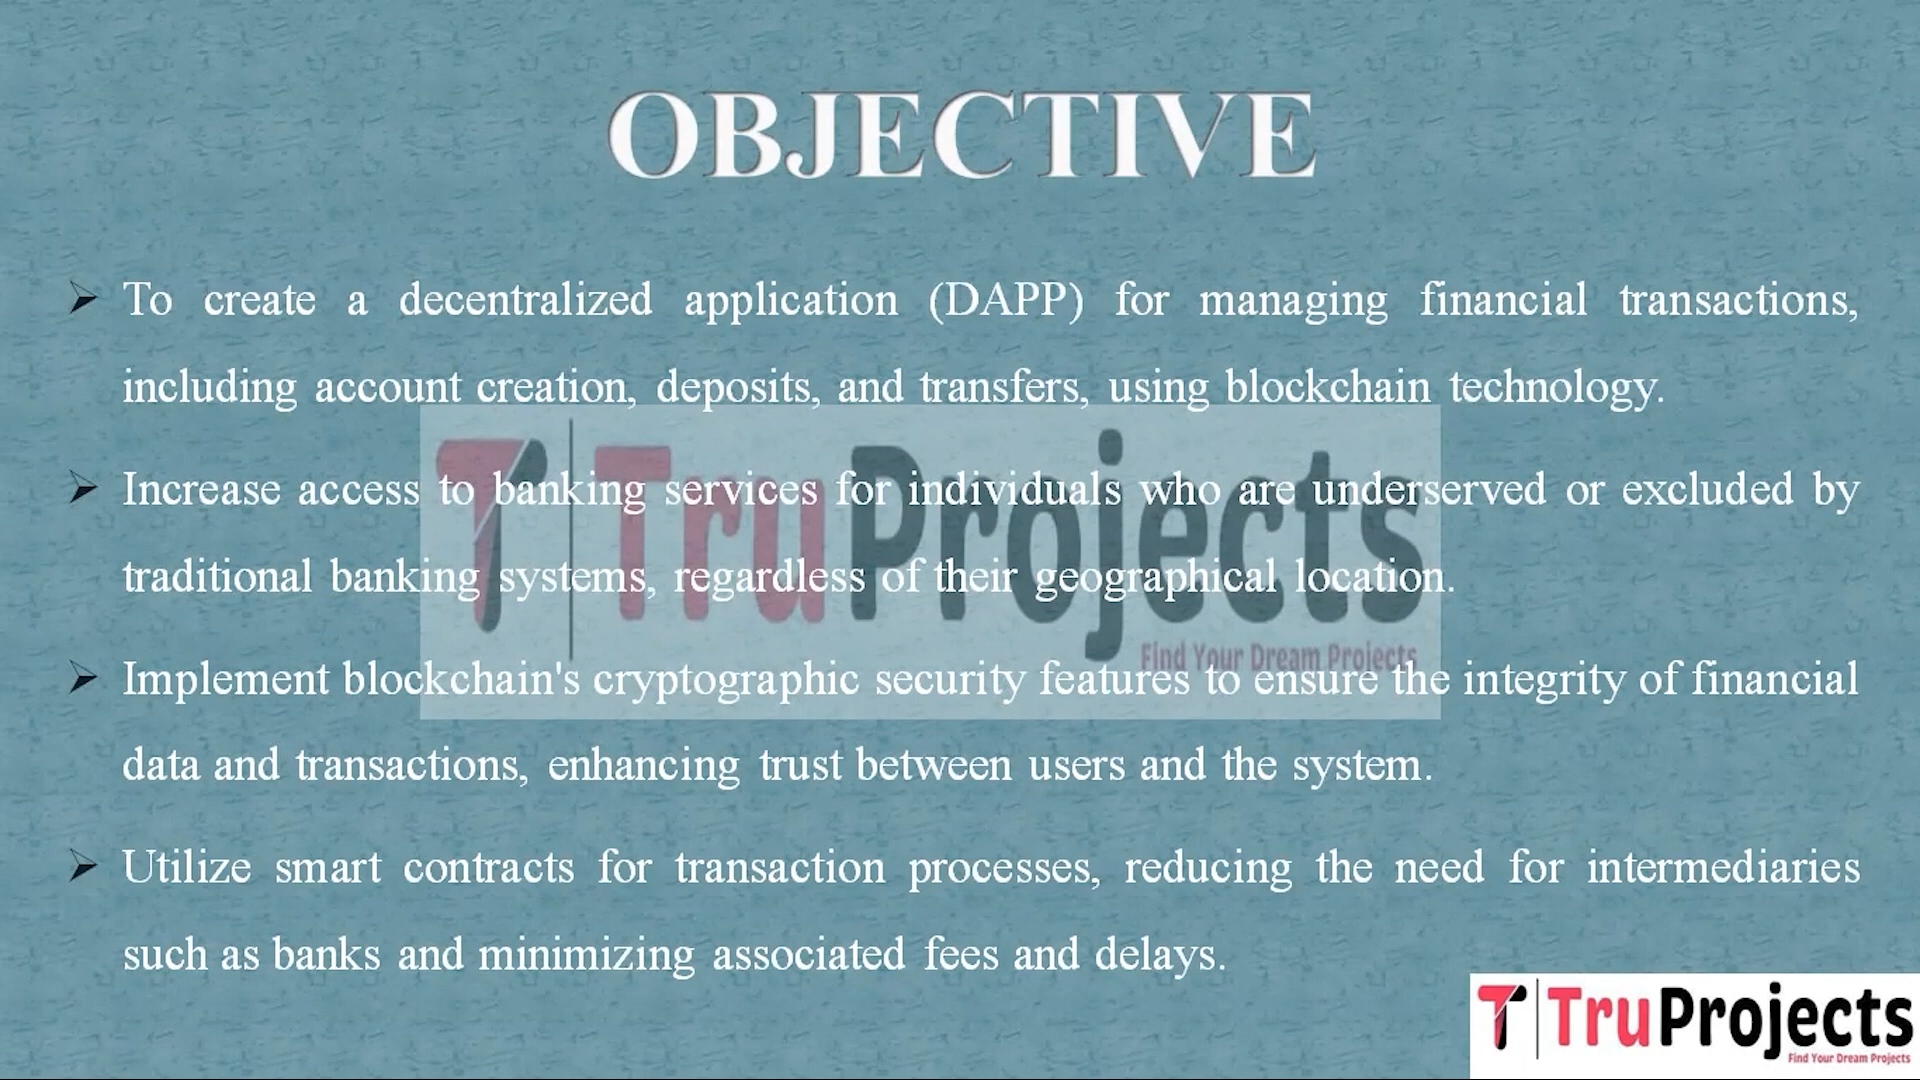 OBJECTIVE
➢ To create a decentralized application (DAPP) for managing financial transactions,
including account creation, deposits, and transfers, using blockchain technology.
➢ Increase access to banking services for individuals who are underserved or excluded by
traditional banking systems, regardless of their geographical location.
➢ Implement blockchain's cryptographic security features to ensure the integrity of financial
data and transactions, enhancing trust between users and the system.
➢ Utilize smart contracts for transaction processes, reducing the need for intermediaries
such as banks and minimizing associated fees and delays.
T TruProjects
Find Your Dream Projects
T TruProjects
Find Your Dream Projects